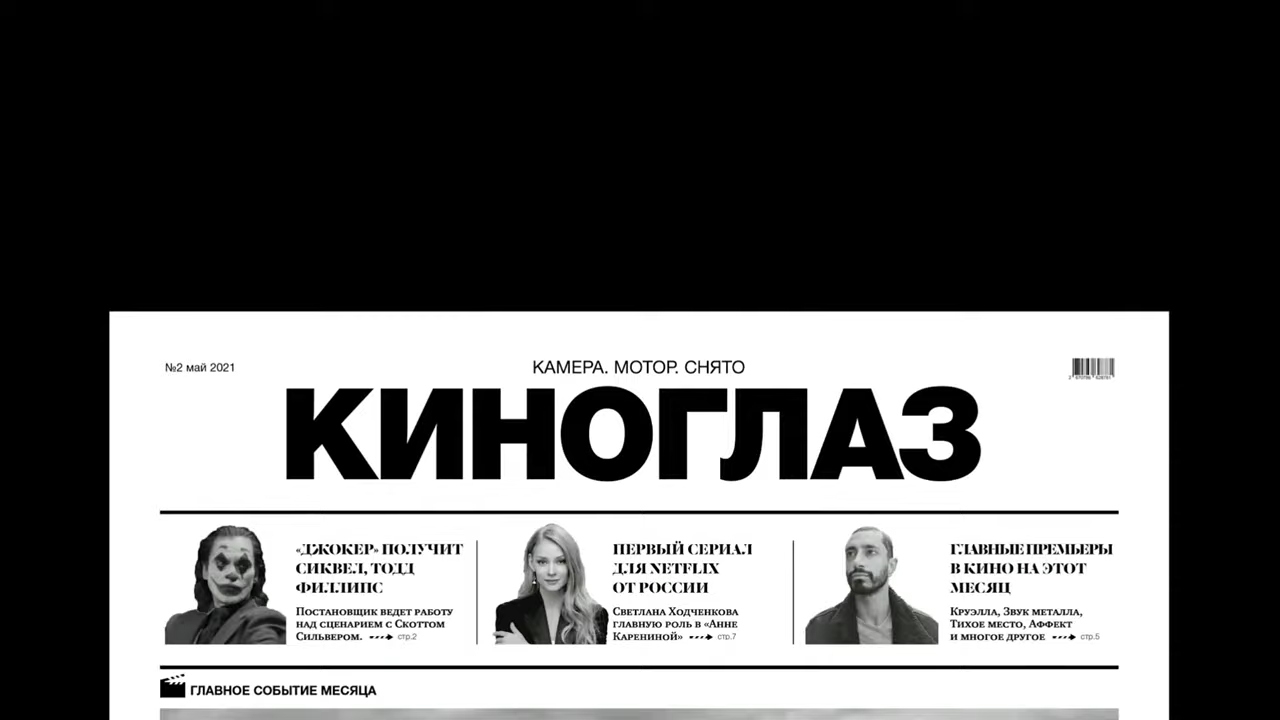 №2 май 2021
КАМЕРА. МОТОР. СНЯТО
КИНОГЛАЗ
«ДЖОКЕР» ПОЛУЧИТ
СИКВЕЛ, ТОДД
ФИЛЛИПС
Постановщик ведет работу
над сценарием с Скоттом
Сильвером. стр.2
ПЕРВЫЙ СЕРИАЛ
ДЛЯ NETFLIX
ОТ РОССИИ
Светлана Ходченкова
главную роль в «Анне
Карениной» стр.7
ГЛАВНЫЕ ПРЕМЬЕРЫ
В КИНО НА ЭТОТ
МЕСЯЦ
Круэлла, Звук металла,
Тихое место, Аффект
и многое другое стр.5
ГЛАВНОЕ СОБЫТИЕ МЕСЯЦА